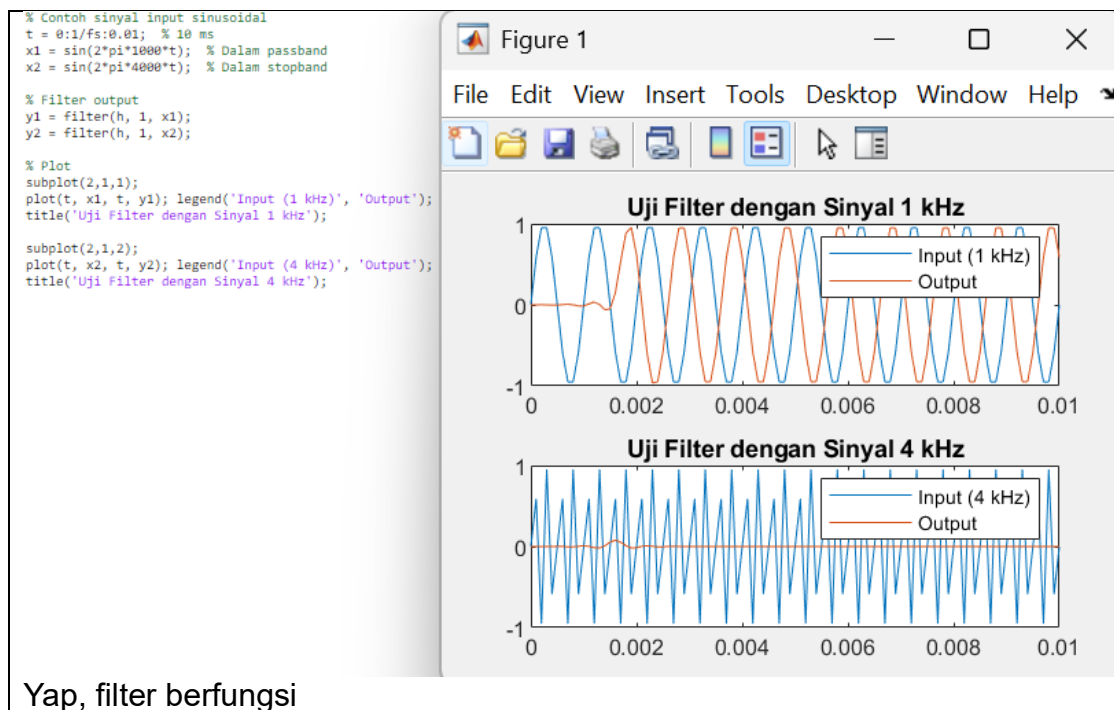 % Contoh sinyal input sinusoidal
t = 0:1/fs:0.01;  % 10 ms
x1 = sin(2*pi*1000*t);  % Dalam passband
x2 = sin(2*pi*4000*t);  % Dalam stopband
% Filter output
y1 = filter(h, 1, x1);
y2 = filter(h, 1, x2);
% Plot
subplot(2,1,1);
plot(t, x1, t, y1); legend('Input (1 kHz)', 'Output');
title('Uji Filter dengan Sinyal 1 kHz');
subplot(2,1,2);
plot(t, x2, t, y2); legend('Input (4 kHz)', 'Output');
title('Uji Filter dengan Sinyal 4 kHz');
Figure 1
File Edit View Insert Tools Desktop Window Help
Uji Filter dengan Sinyal 1 kHz
1
Input (1 kHz)
Output
0
-1
0 0.002 0.004 0.006 0.008 0.01
Uji Filter dengan Sinyal 4 kHz
1
Input (4 kHz)
Output
0
-1
0 0.002 0.004 0.006 0.008 0.01
Yap, filter berfungsi